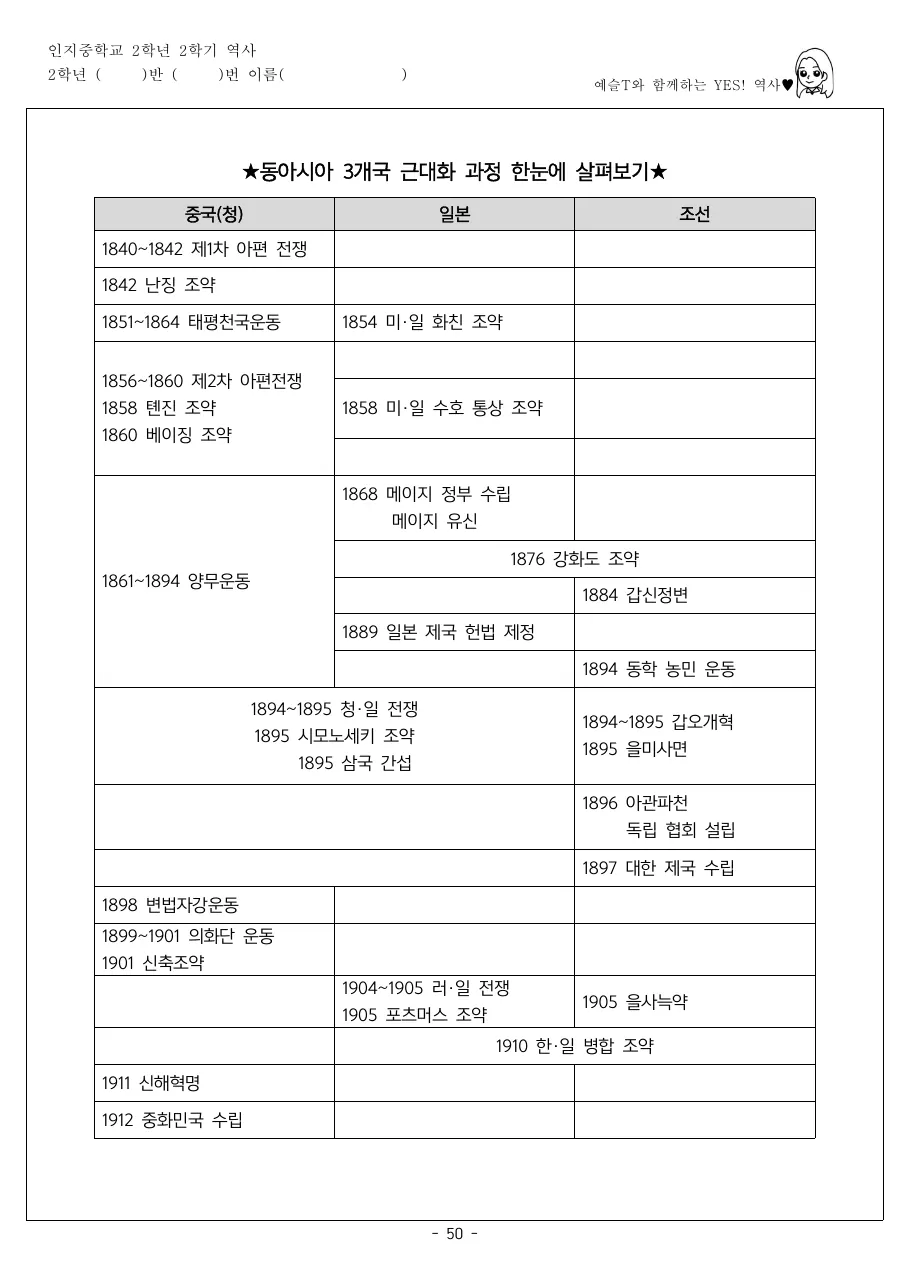 인지중학교 2학년 2학기 역사
2학년 ( )반 ( )번 이름( )
예슬T와 함께하는 YES! 역사♥
★동아시아 3개국 근대화 과정 한눈에 살펴보기★
중국(청) 일본 조선
1840~1842 제1차 아편 전쟁
1842 난징 조약
1851~1864 태평천국운동 1854 미·일 화친 조약
1856~1860 제2차 아편전쟁
1858 톈진 조약
1860 베이징 조약
1858 미·일 수호 통상 조약
1861~1894 양무운동
1868 메이지 정부 수립
메이지 유신
1876 강화도 조약
1884 갑신정변
1889 일본 제국 헌법 제정
1894 동학 농민 운동
1894~1895 청·일 전쟁
1895 시모노세키 조약
1895 삼국 간섭
1894~1895 갑오개혁
1895 을미사면
1896 아관파천
독립 협회 설립
1897 대한 제국 수립
1898 변법자강운동
1899~1901 의화단 운동
1901 신축조약
1904~1905 러·일 전쟁
1905 포츠머스 조약
1905 을사늑약
1910 한·일 병합 조약
1911 신해혁명
1912 중화민국 수립
- 50 -